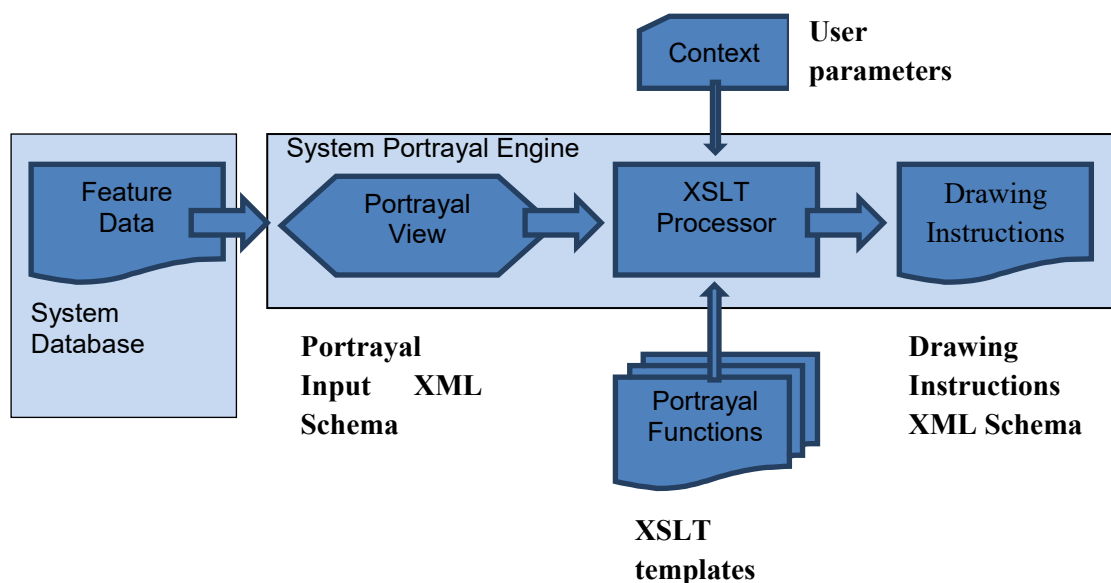 Context
User
parameters
System Portrayal Engine
Feature
Data
Portrayal
View
XSLT
Processor
Drawing
Instructions
System
Database
Portrayal
Input XML
Schema
Portrayal
Functions
Drawing
Instructions
XML Schema
XSLT
templates